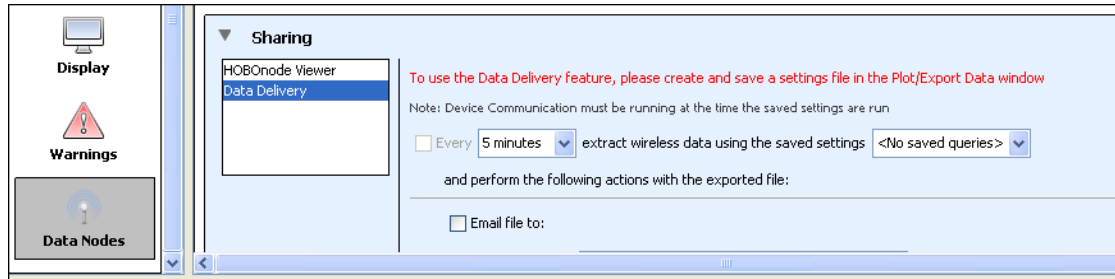 Display
Warnings
Data Nodes
Sharing
HOBOnode Viewer
Data Delivery
To use the Data Delivery feature, please create and save a settings file in the Plot/Export Data window
Note: Device Communication must be running at the time the saved settings are run
Every 5 minutes extract wireless data using the saved settings <No saved queries>
and perform the following actions with the exported file:
Email file to: